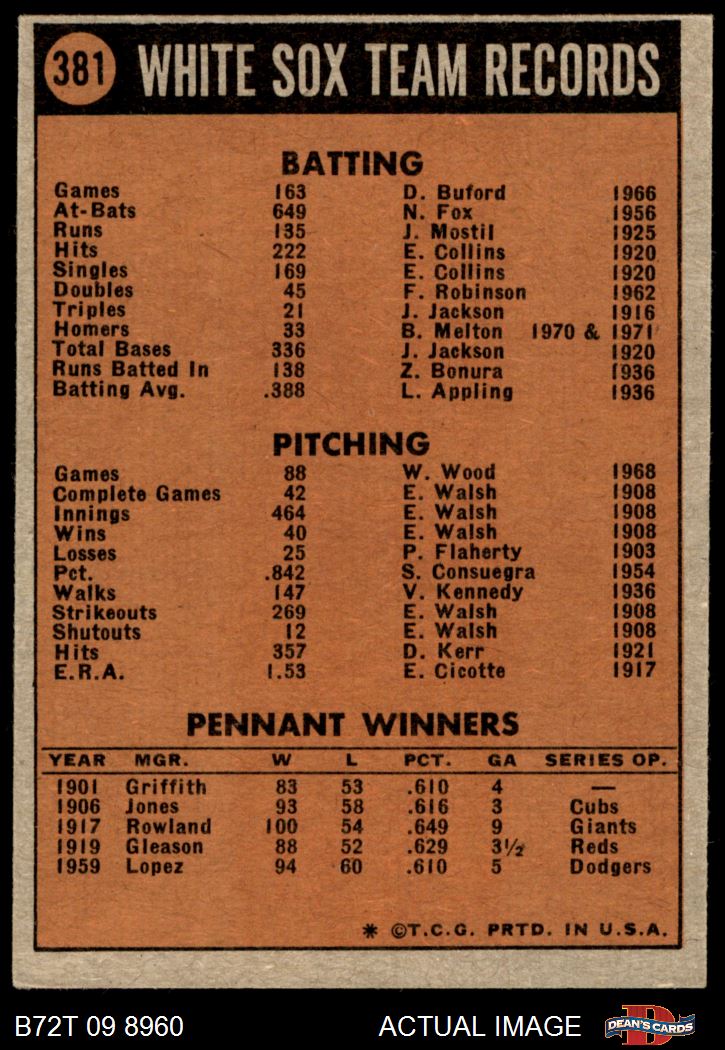 381 WHITE SOX TEAM RECORDS
BATTING
Games 163 D. Buford 1966
At-Bats 649 N. Fox 1956
Runs 135 J. Mostil 1925
Hits 222 E. Collins 1920
Singles 169 E. Collins 1920
Doubles 45 F. Robinson 1962
Triples 21 J. Jackson 1916
Homers 33 B. Melton 1970 & 1971
Total Bases 336 J. Jackson 1920
Runs Batted In 138 Z. Bonura 1936
Batting Avg. .388 L. Appling 1936
PITCHING
Games 88 W. Wood 1968
Complete Games 42 E. Walsh 1908
Innings 464 E. Walsh 1908
Wins 40 E. Walsh 1908
Losses 25 P. Flaherty 1903
Pct. .842 S. Consuegra 1954
Walks 147 V. Kennedy 1936
Strikeouts 269 E. Walsh 1908
Shutouts 12 E. Walsh 1908
Hits 357 D. Kerr 1921
E.R.A. 1.53 E. Cicotte 1917
PENNANT WINNERS
YEAR MGR. W L PCT. GA SERIES OP.
1901 Griffith 83 53 .610 4 —
1906 Jones 93 58 .616 3 Cubs
1917 Rowland 100 54 .649 9 Giants
1919 Gleason 88 52 .629 3½ Reds
1959 Lopez 94 60 .610 5 Dodgers
* ©T.C.G. PRTD. IN U.S.A.
B72T 09 8960 ACTUAL IMAGE D DEAN'S CARDS